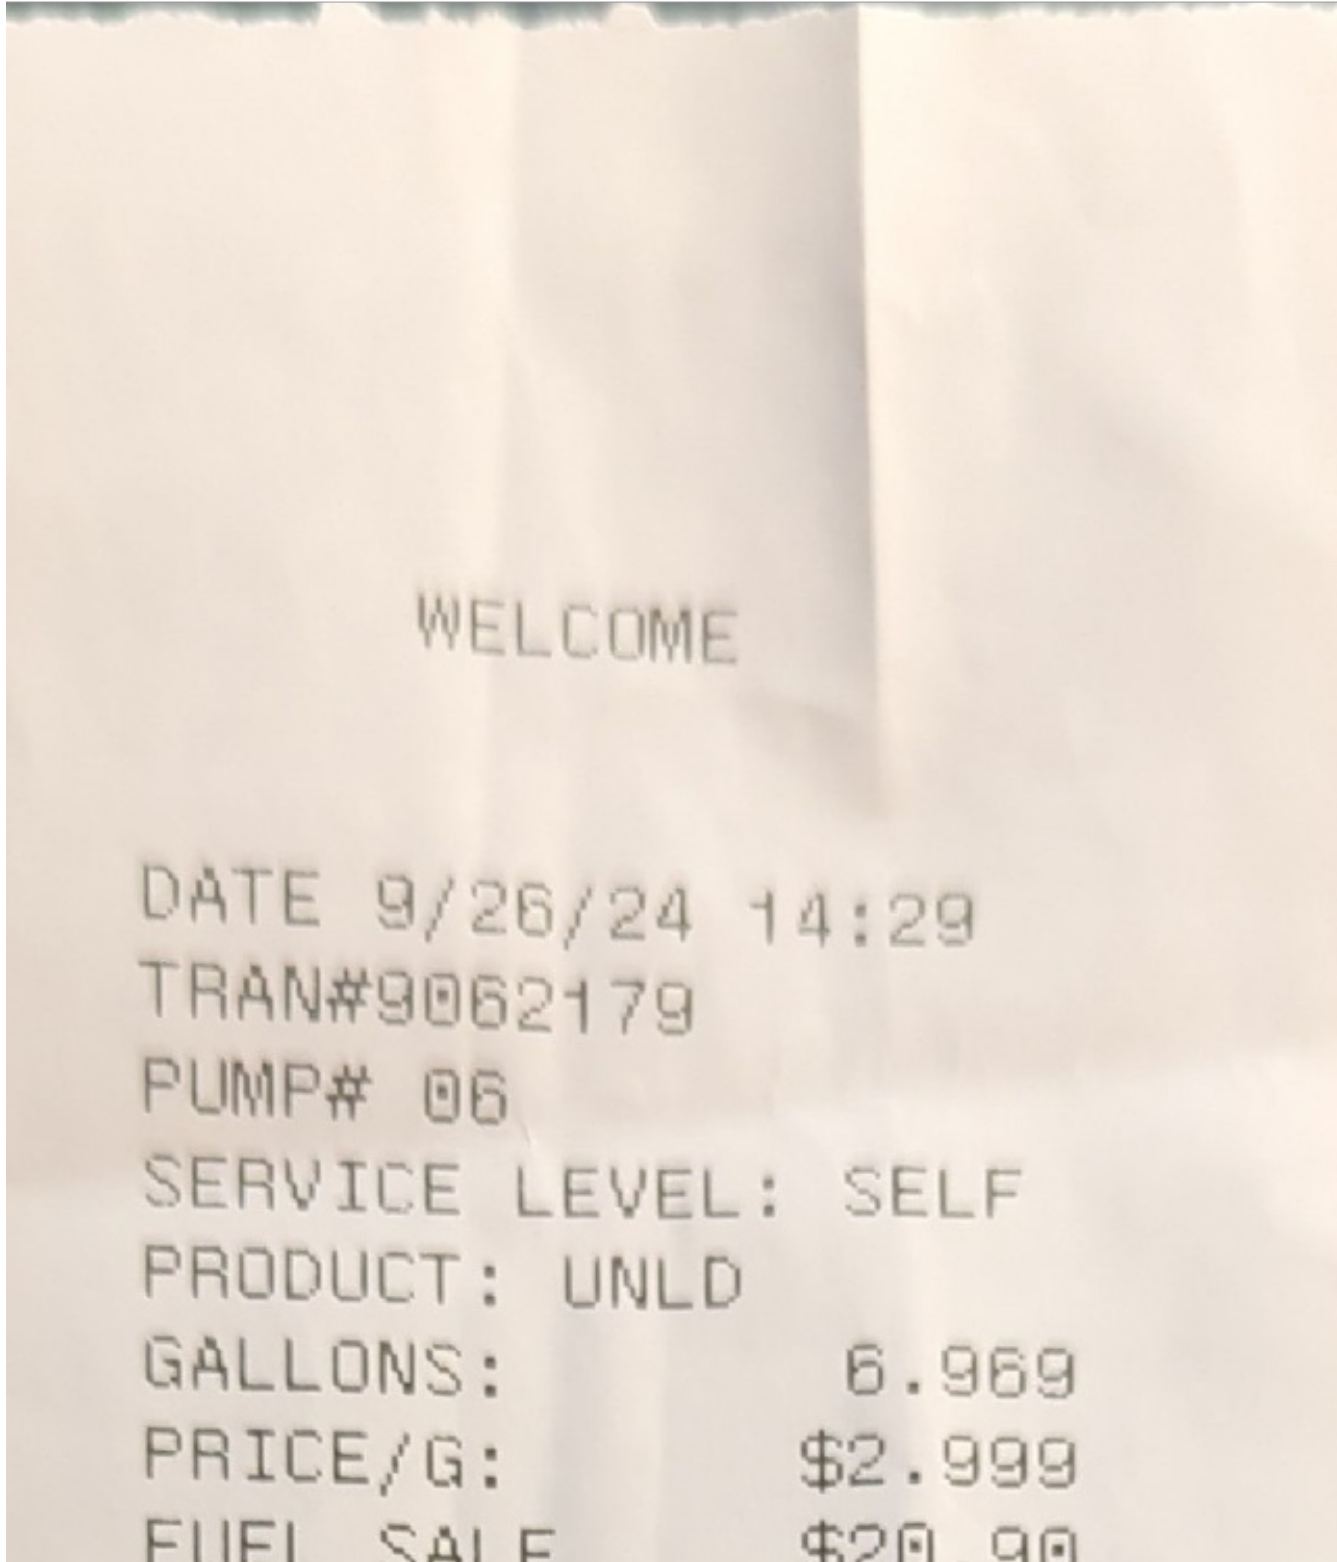 WELCOME
DATE 9/26/24 14:29
TRAN#9062179
PUMP# 06
SERVICE LEVEL: SELF
PRODUCT: UNLD
GALLONS: 6.969
PRICE/G: $2.999
FUEL SALE $20.90